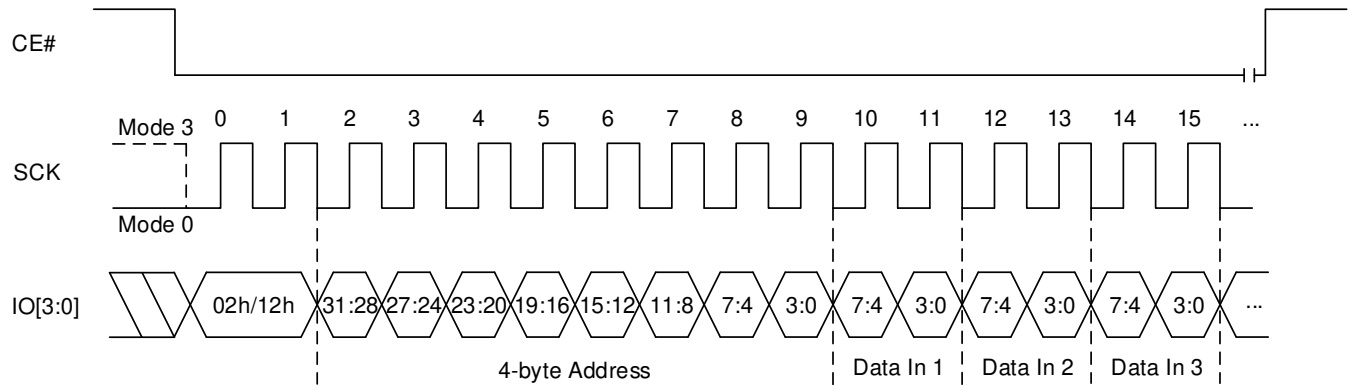 CE#
Mode 3 0 1 2 3 4 5 6 7 8 9 10 11 12 13 14 15 ...
SCK
Mode 0
IO[3:0] 02h/12h 31:28 27:24 23:20 19:16 15:12 11:8 7:4 3:0 7:4 3:0 7:4 3:0 7:4 3:0 ...
4-byte Address Data In 1 Data In 2 Data In 3